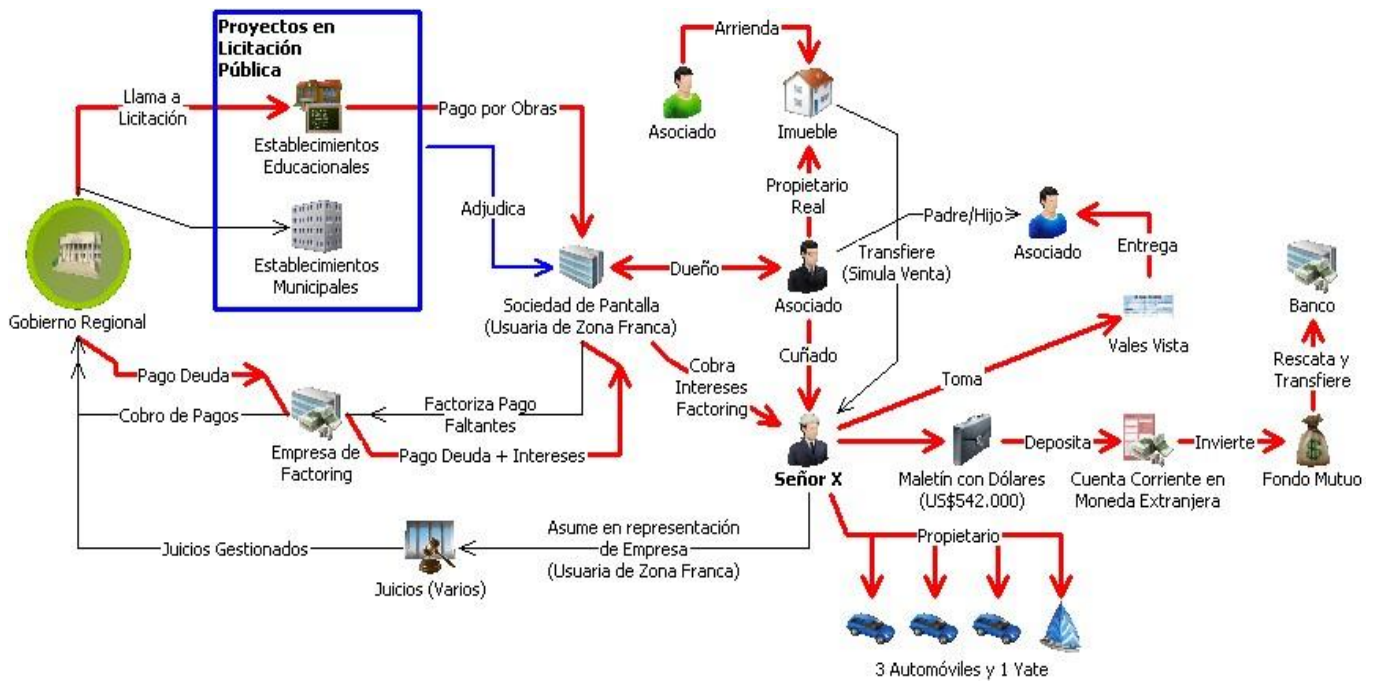 Proyectos en
Licitación
Pública
Llama a
Licitación
Establecimientos
Educacionales
Establecimientos
Municipales
Gobierno Regional
Pago por Obras
Adjudica
Sociedad de Pantalla
(Usuaria de Zona Franca)
Dueño
Arrienda
Asociado
Imueble
Propietario
Real
Asociado
Transfiere
(Simula Venta)
Padre/Hijo
Asociado
Entrega
Vales Vista
Banco
Rescata y
Transfiere
Cuñado
Toma
Pago Deuda
Cobro de Pagos
Empresa de
Factoring
Factoriza Pago
Faltantes
Pago Deuda + Intereses
Cobra
Intereses
Factoring
Señor X
Maletín con Dólares
(US$542.000)
Deposita
Cuenta Corriente en
Moneda Extranjera
Invierte
Fondo Mutuo
Juicios Gestionados
Juicios (Varios)
Asume en representación
de Empresa
(Usuaria de Zona Franca)
Propietario
3 Automóviles y 1 Yate